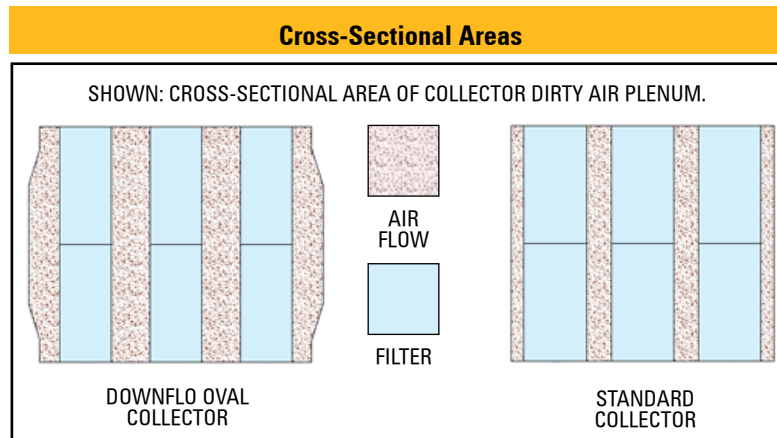 Cross-Sectional Areas
SHOWN: CROSS-SECTIONAL AREA OF COLLECTOR DIRTY AIR PLENUM.
AIR
FLOW
FILTER
DOWNFLO OVAL
COLLECTOR
STANDARD
COLLECTOR